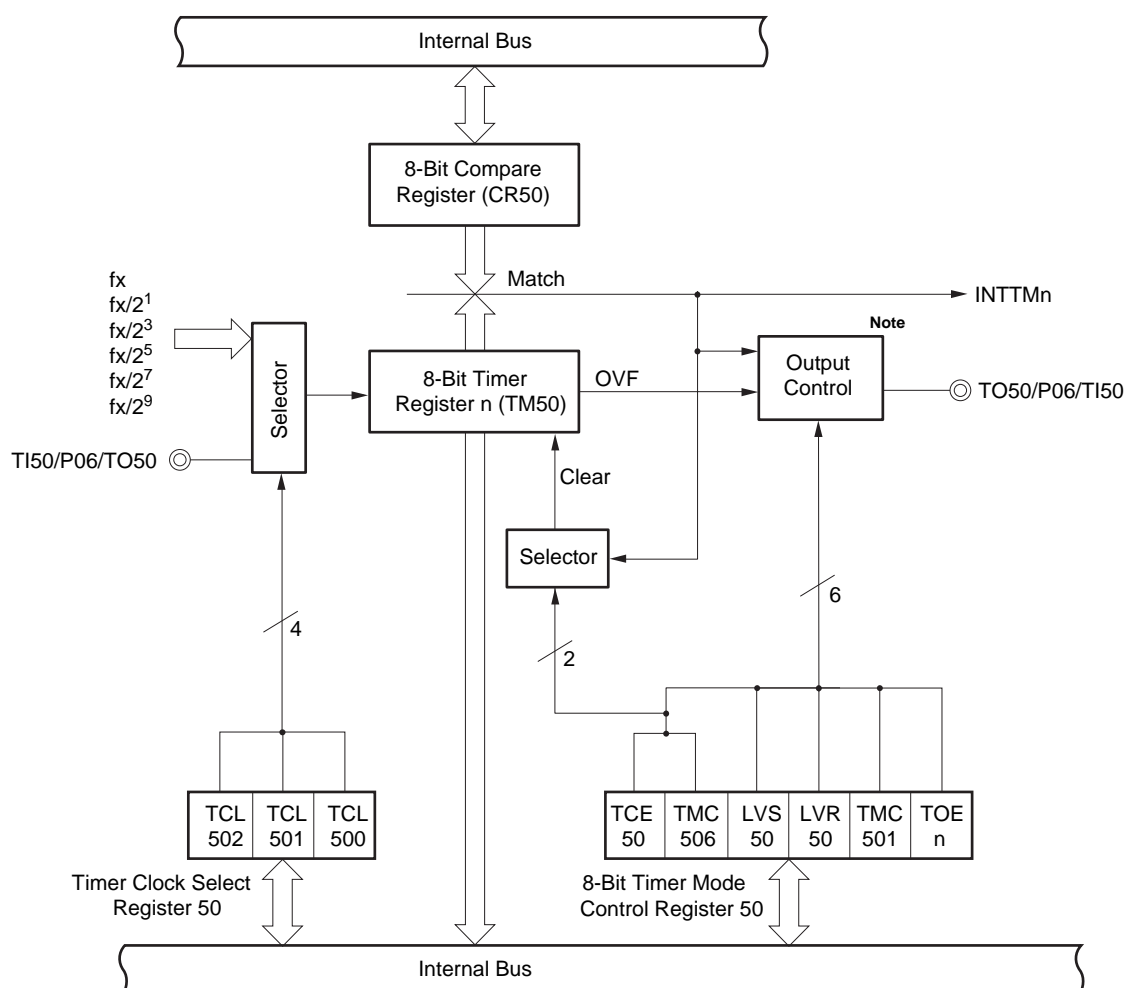 Internal Bus
8-Bit Compare
Register (CR50)
Match
INTTMn
fx
fx/2¹
fx/2³
fx/2⁵
fx/2⁷
fx/2⁹
Selector
8-Bit Timer
Register n (TM50)
OVF
Note
Output
Control
TO50/P06/TI50
TI50/P06/TO50
Clear
Selector
4
2
6
TCL
502
TCL
501
TCL
500
TCE
50
TMC
506
LVS
50
LVR
50
TMC
501
TOE
n
Timer Clock Select
Register 50
8-Bit Timer Mode
Control Register 50
Internal Bus